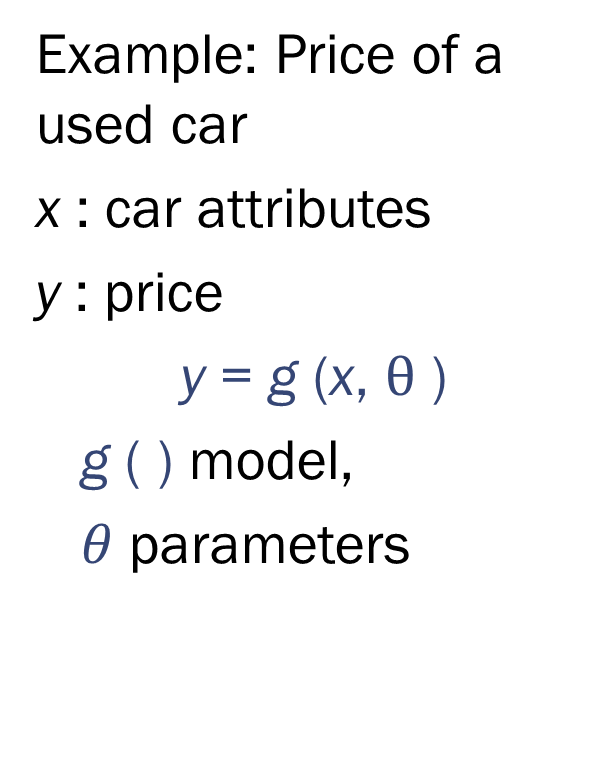 Example: Price of a
used car
x : car attributes
y : price
y = g (x, θ )
g ( ) model,
θ parameters